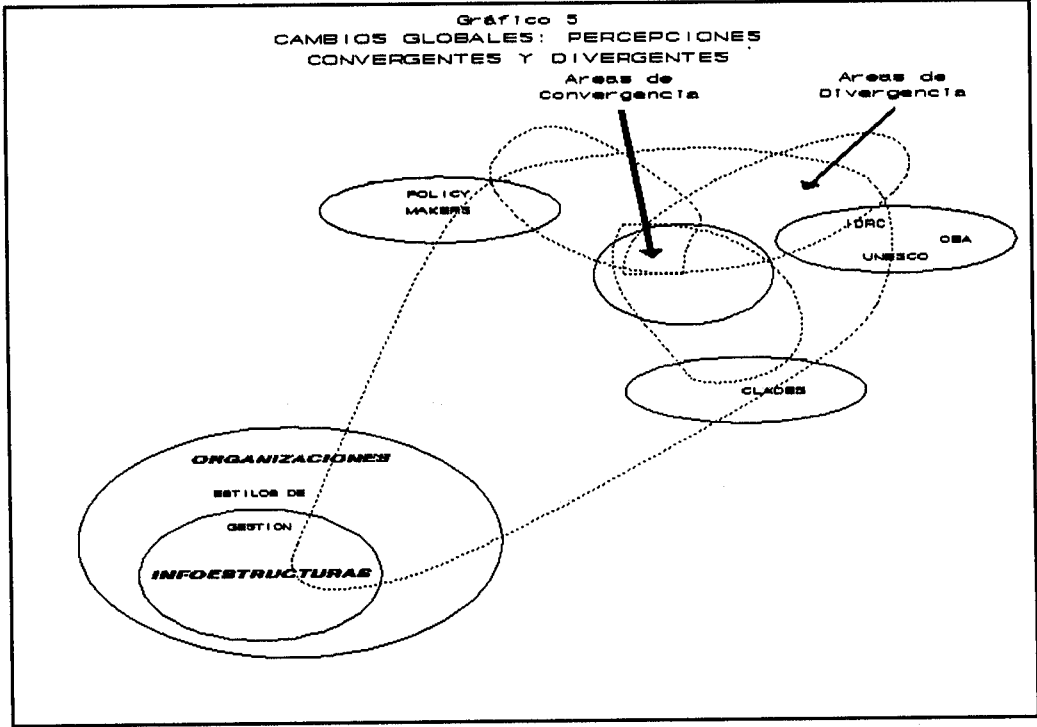 Gráfico 5
CAMBIOS GLOBALES: PERCEPCIONES
CONVERGENTES Y DIVERGENTES
Areas de
Convergencia
Areas de
Divergencia
POLICY
MAKERS
IDRC
OEA
UNESCO
CLADES
ORGANIZACIONES
ESTILOS DE
GESTION
INFOESTRUCTURAS